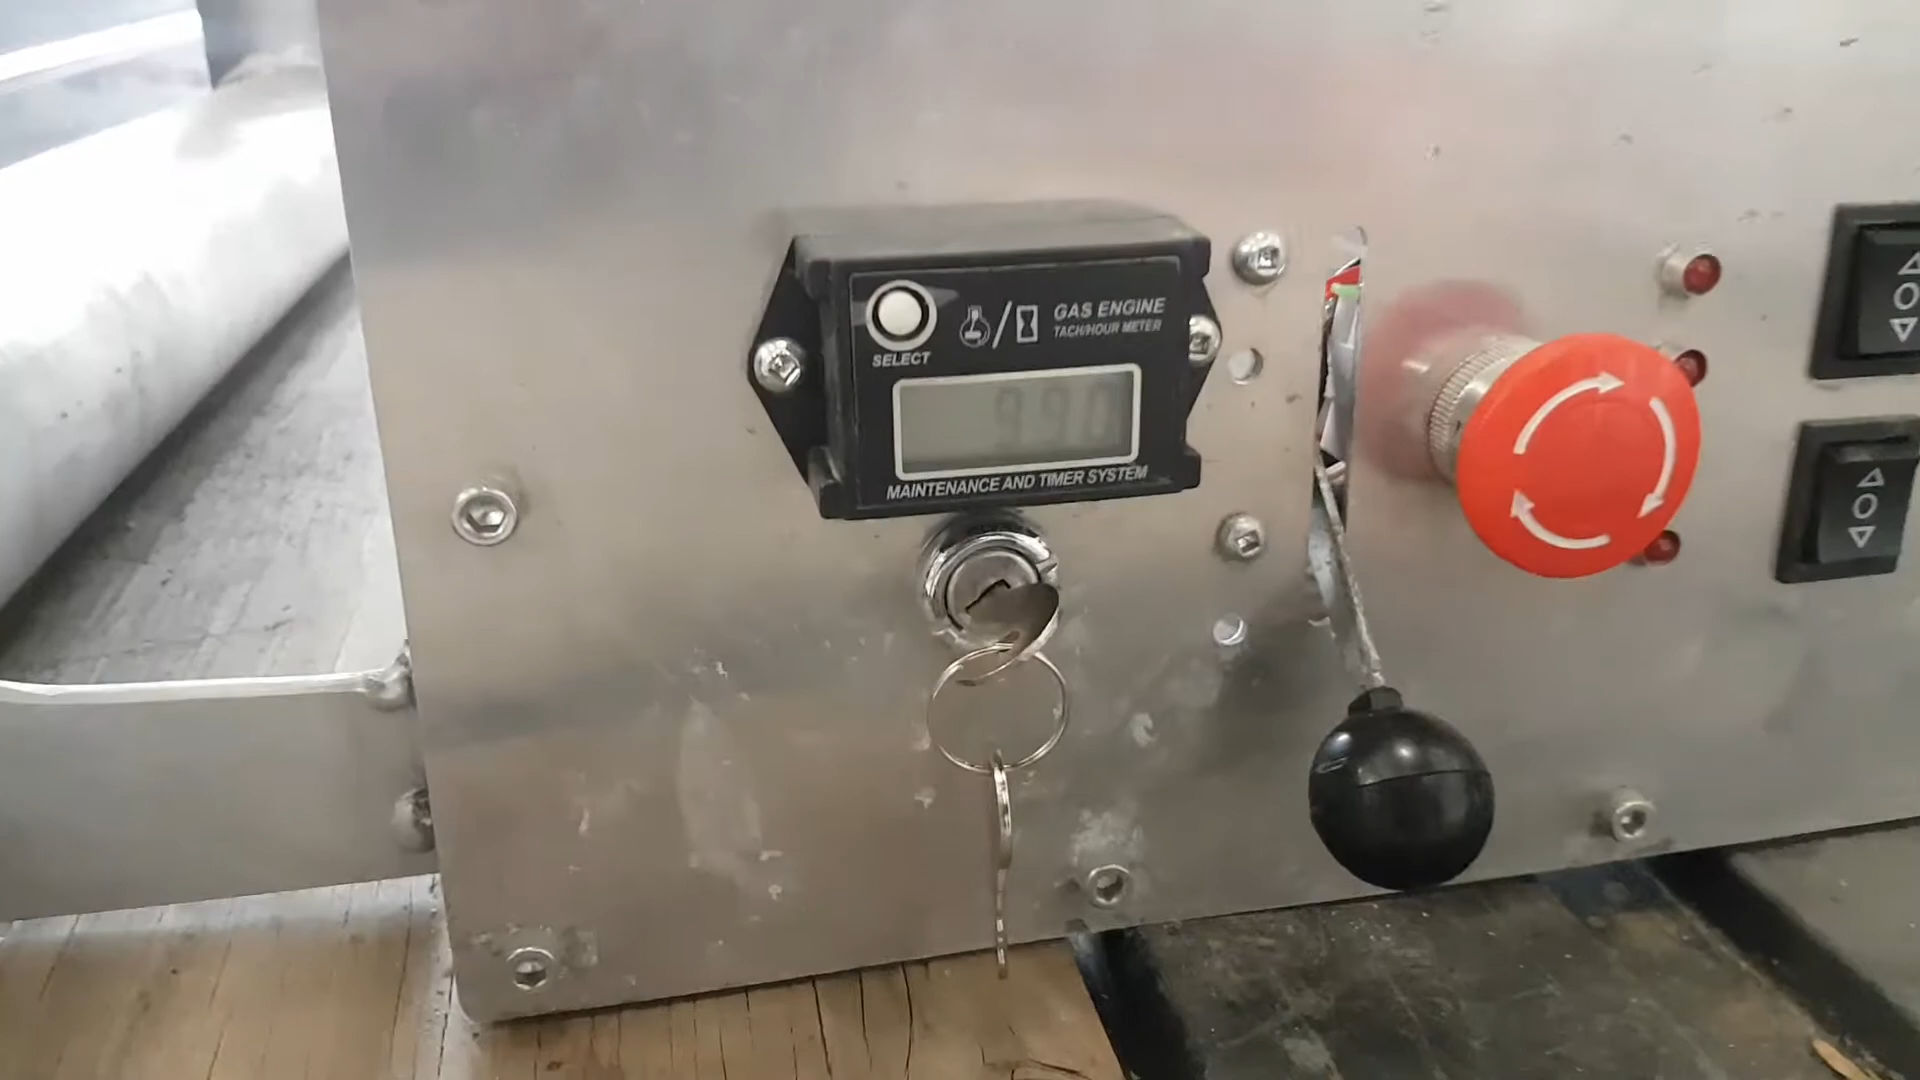 GAS ENGINE
TACH/HOUR METER
SELECT
990
MAINTENANCE AND TIMER SYSTEM